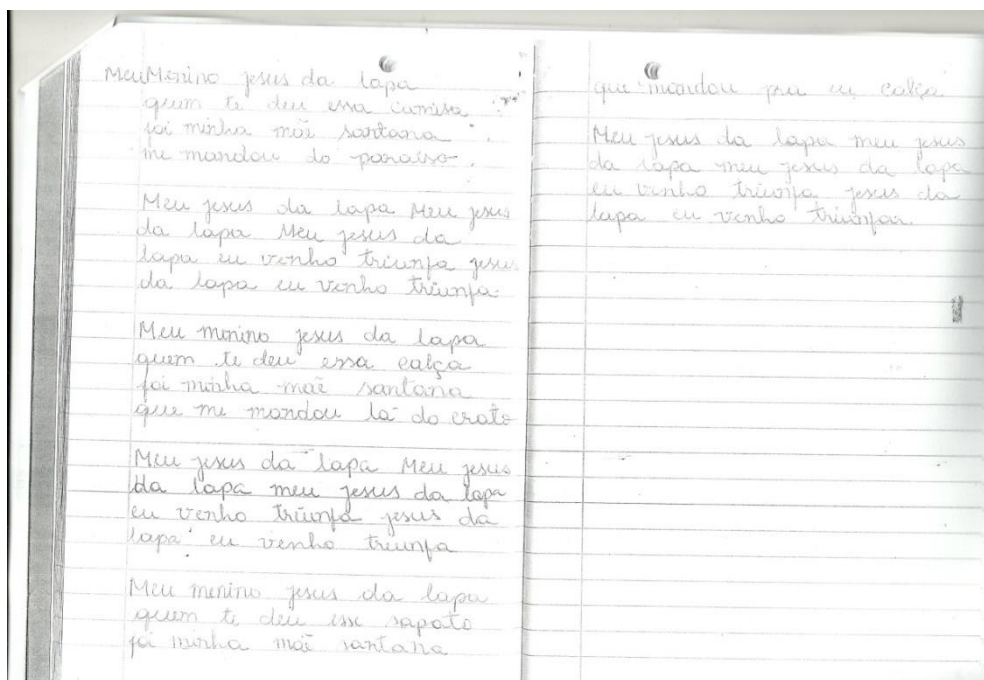 Meu Menino jesus da lapa
quem te deu essa camisa
foi minha mãe santana
me mandou do paraiso.
Meu jesus da lapa Meu jesus
da lapa Meu jesus da
lapa eu venho triunfa jesus
da lapa eu venho triunfa.
Meu menino jesus da lapa
quem te deu essa calça
foi minha mãe santana
que me mandou la do crato
Meu jesus da lapa Meu jesus
da lapa meu jesus da lapa
eu venho triunfa jesus da
lapa eu venho triunfa
Meu menino jesus da lapa
quem te deu esse sapato
foi minha mãe santana
que mandou pra eu calça
Meu jesus da lapa meu jesus
da lapa meu jesus da lapa
eu venho triunfa jesus da
lapa eu venho triunfar.